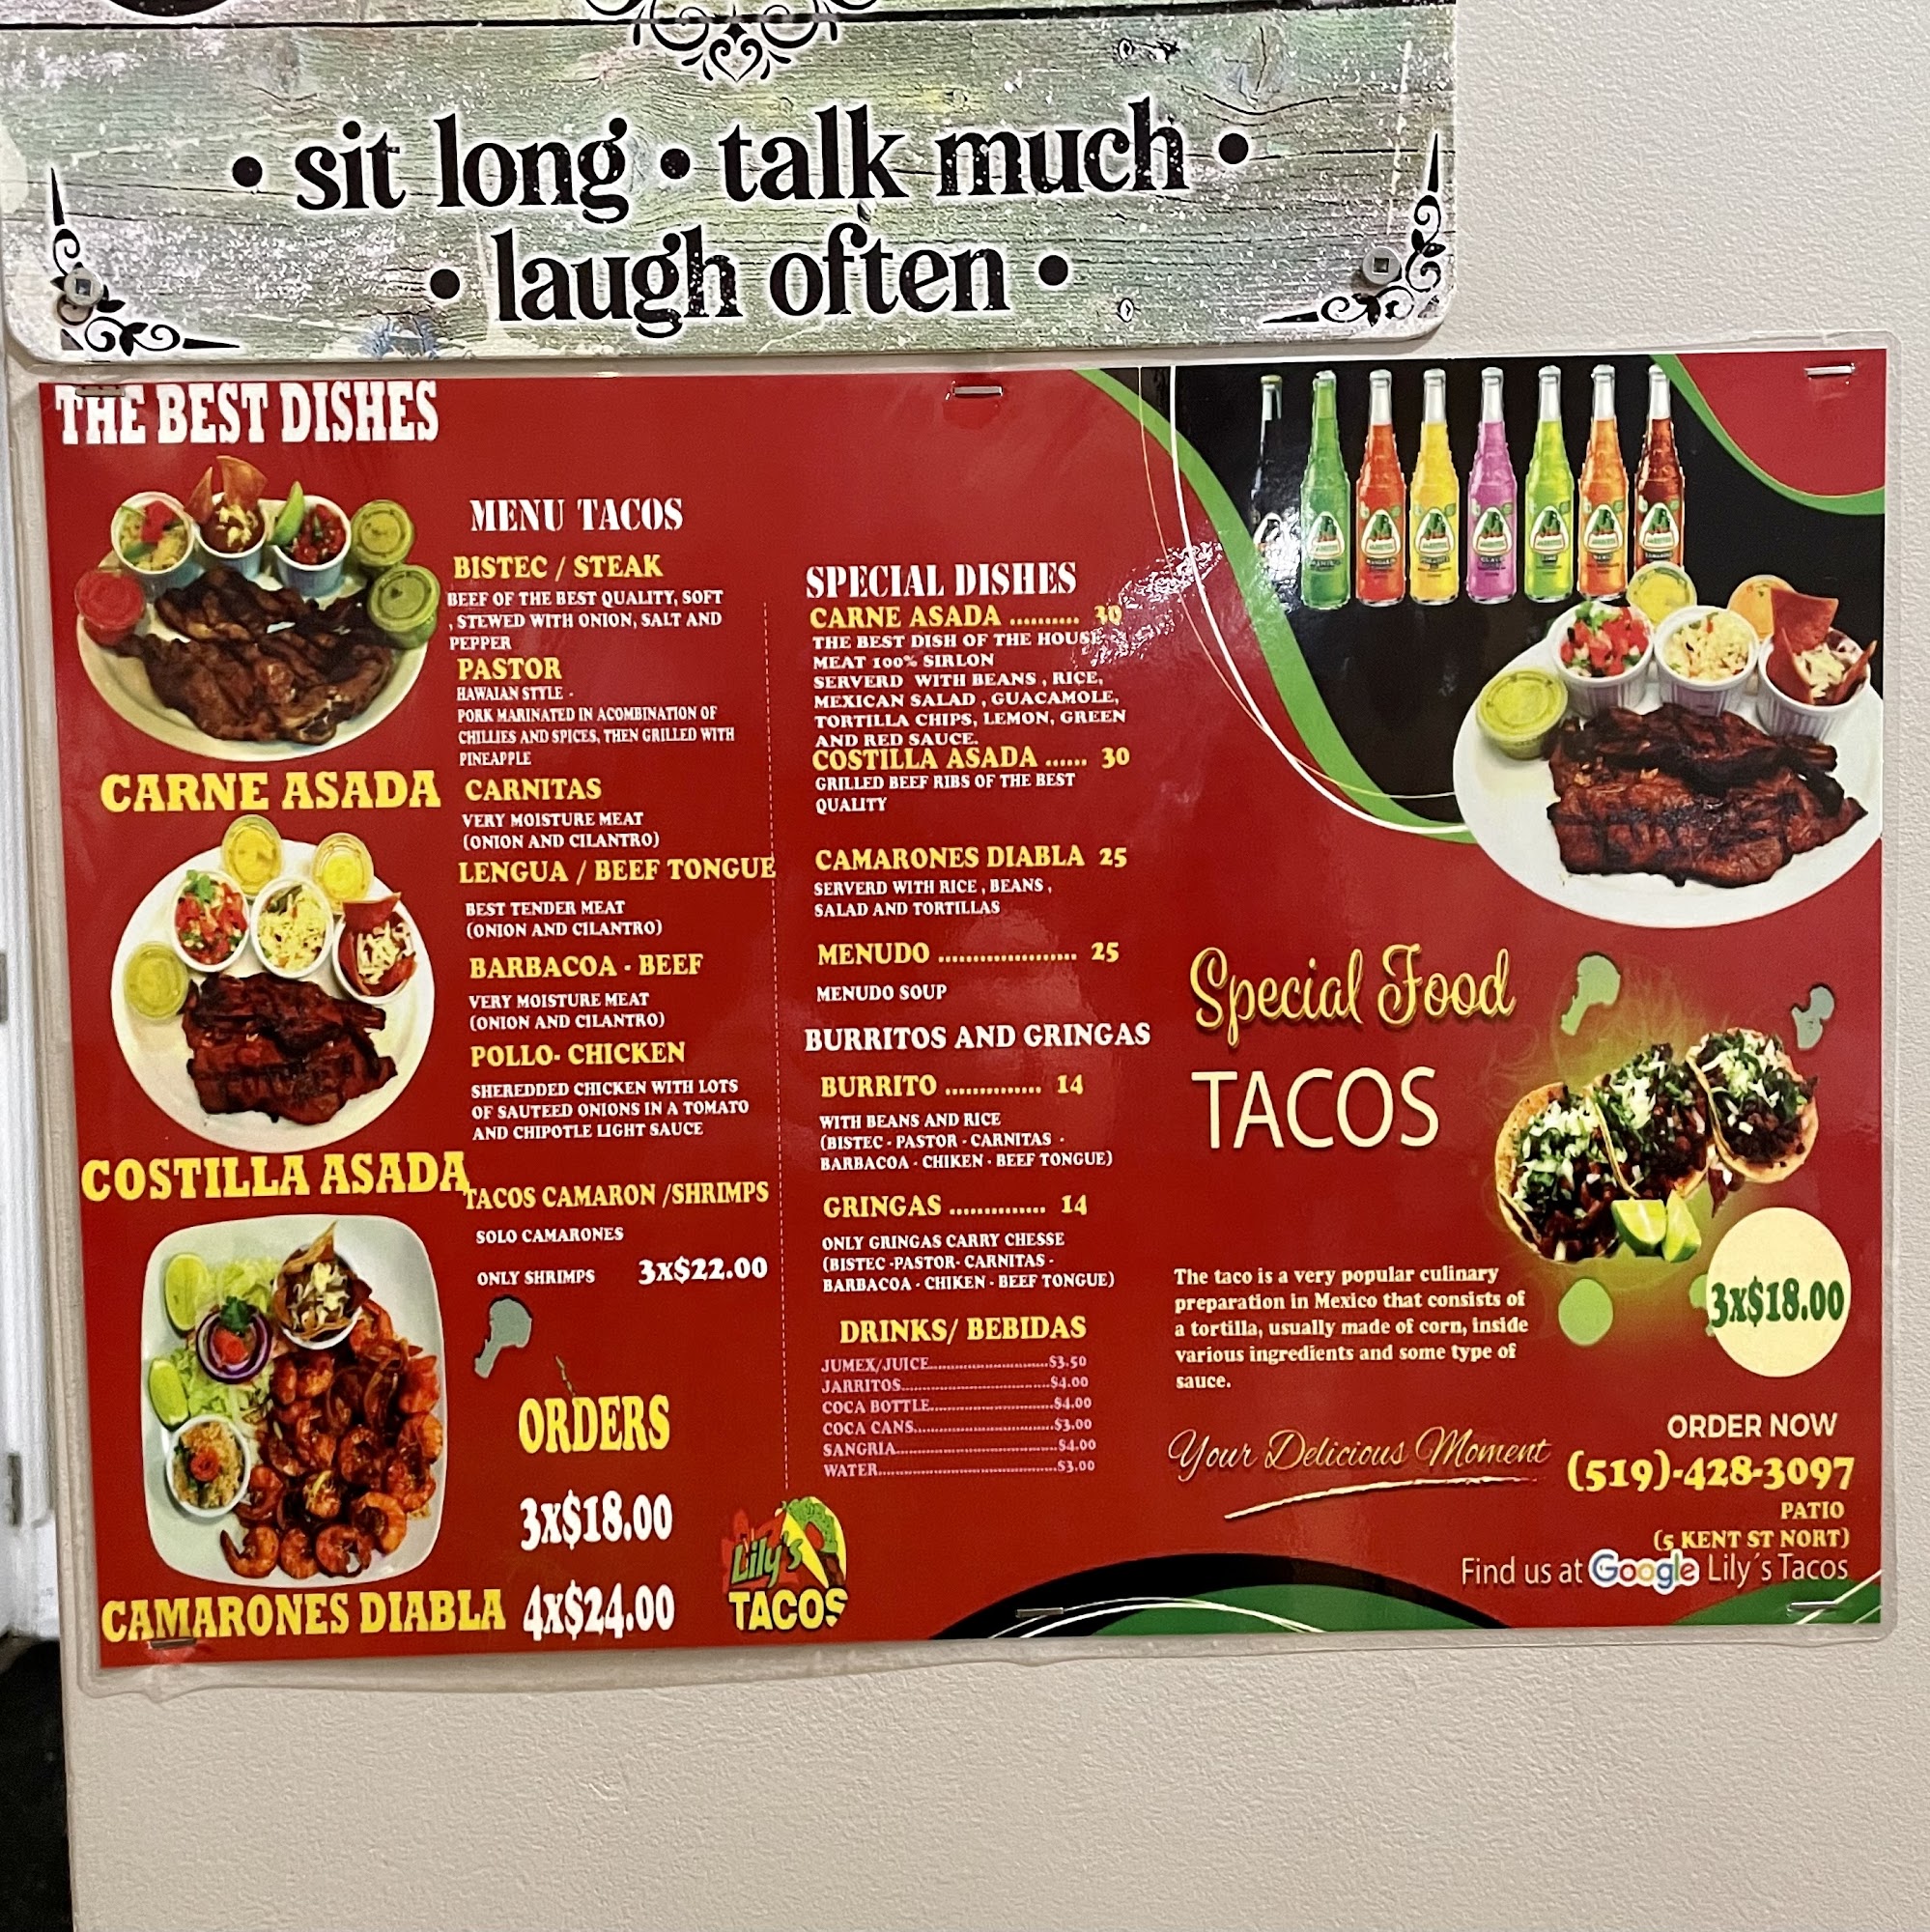 • sit long • talk much •
• laugh often •
THE BEST DISHES
CARNE ASADA
COSTILLA ASADA
CAMARONES DIABLA
MENU TACOS
BISTEC / STEAK
BEEF OF THE BEST QUALITY, SOFT
, STEWED WITH ONION, SALT AND
PEPPER
PASTOR
HAWAIAN STYLE -
PORK MARINATED IN ACOMBINATION OF
CHILLIES AND SPICES, THEN GRILLED WITH
PINEAPPLE
CARNITAS
VERY MOISTURE MEAT
(ONION AND CILANTRO)
LENGUA / BEEF TONGUE
BEST TENDER MEAT
(ONION AND CILANTRO)
BARBACOA - BEEF
VERY MOISTURE MEAT
(ONION AND CILANTRO)
POLLO- CHICKEN
SHEREDDED CHICKEN WITH LOTS
OF SAUTEED ONIONS IN A TOMATO
AND CHIPOTLE LIGHT SAUCE
TACOS CAMARON /SHRIMPS
SOLO CAMARONES
ONLY SHRIMPS 3X$22.00
ORDERS
3X$18.00
4X$24.00
Lily's
TACOS
SPECIAL DISHES
CARNE ASADA .......... 30
THE BEST DISH OF THE HOUSE,
MEAT 100% SIRLON
SERVERD WITH BEANS , RICE,
MEXICAN SALAD , GUACAMOLE,
TORTILLA CHIPS, LEMON, GREEN
AND RED SAUCE.
COSTILLA ASADA ...... 30
GRILLED BEEF RIBS OF THE BEST
QUALITY
CAMARONES DIABLA 25
SERVERD WITH RICE , BEANS ,
SALAD AND TORTILLAS
MENUDO .................... 25
MENUDO SOUP
BURRITOS AND GRINGAS
BURRITO .............. 14
WITH BEANS AND RICE
(BISTEC - PASTOR - CARNITAS -
BARBACOA - CHIKEN - BEEF TONGUE)
GRINGAS .............. 14
ONLY GRINGAS CARRY CHESSE
(BISTEC -PASTOR- CARNITAS -
BARBACOA - CHIKEN - BEEF TONGUE)
DRINKS/ BEBIDAS
JUMEX/JUICE..............................$3.50
JARRITOS.....................................$4.00
COCA BOTTLE...............................$4.00
COCA CANS...................................$3.00
SANGRIA........................................$4.00
WATER............................................$3.00
Special Food
TACOS
The taco is a very popular culinary
preparation in Mexico that consists of
a tortilla, usually made of corn, inside
various ingredients and some type of
sauce.
3X$18.00
Your Delicious Moment
ORDER NOW
(519)-428-3097
PATIO
(5 KENT ST NORT)
Find us at Google Lily´s Tacos